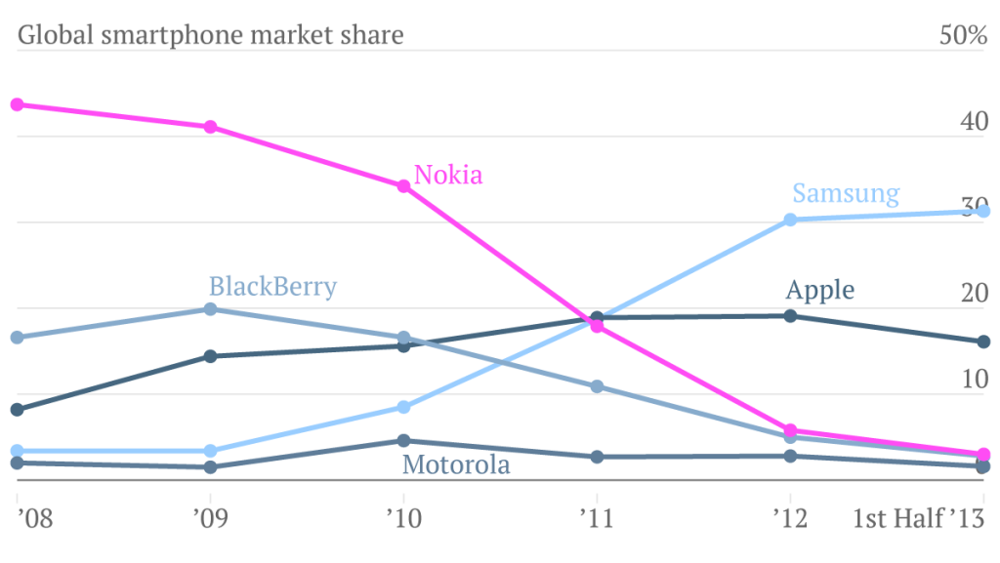 Global smartphone market share
50%
40
Nokia
Samsung
30
BlackBerry
Apple
20
10
Motorola
’08 ’09 ’10 ’11 ’12 1st Half ’13